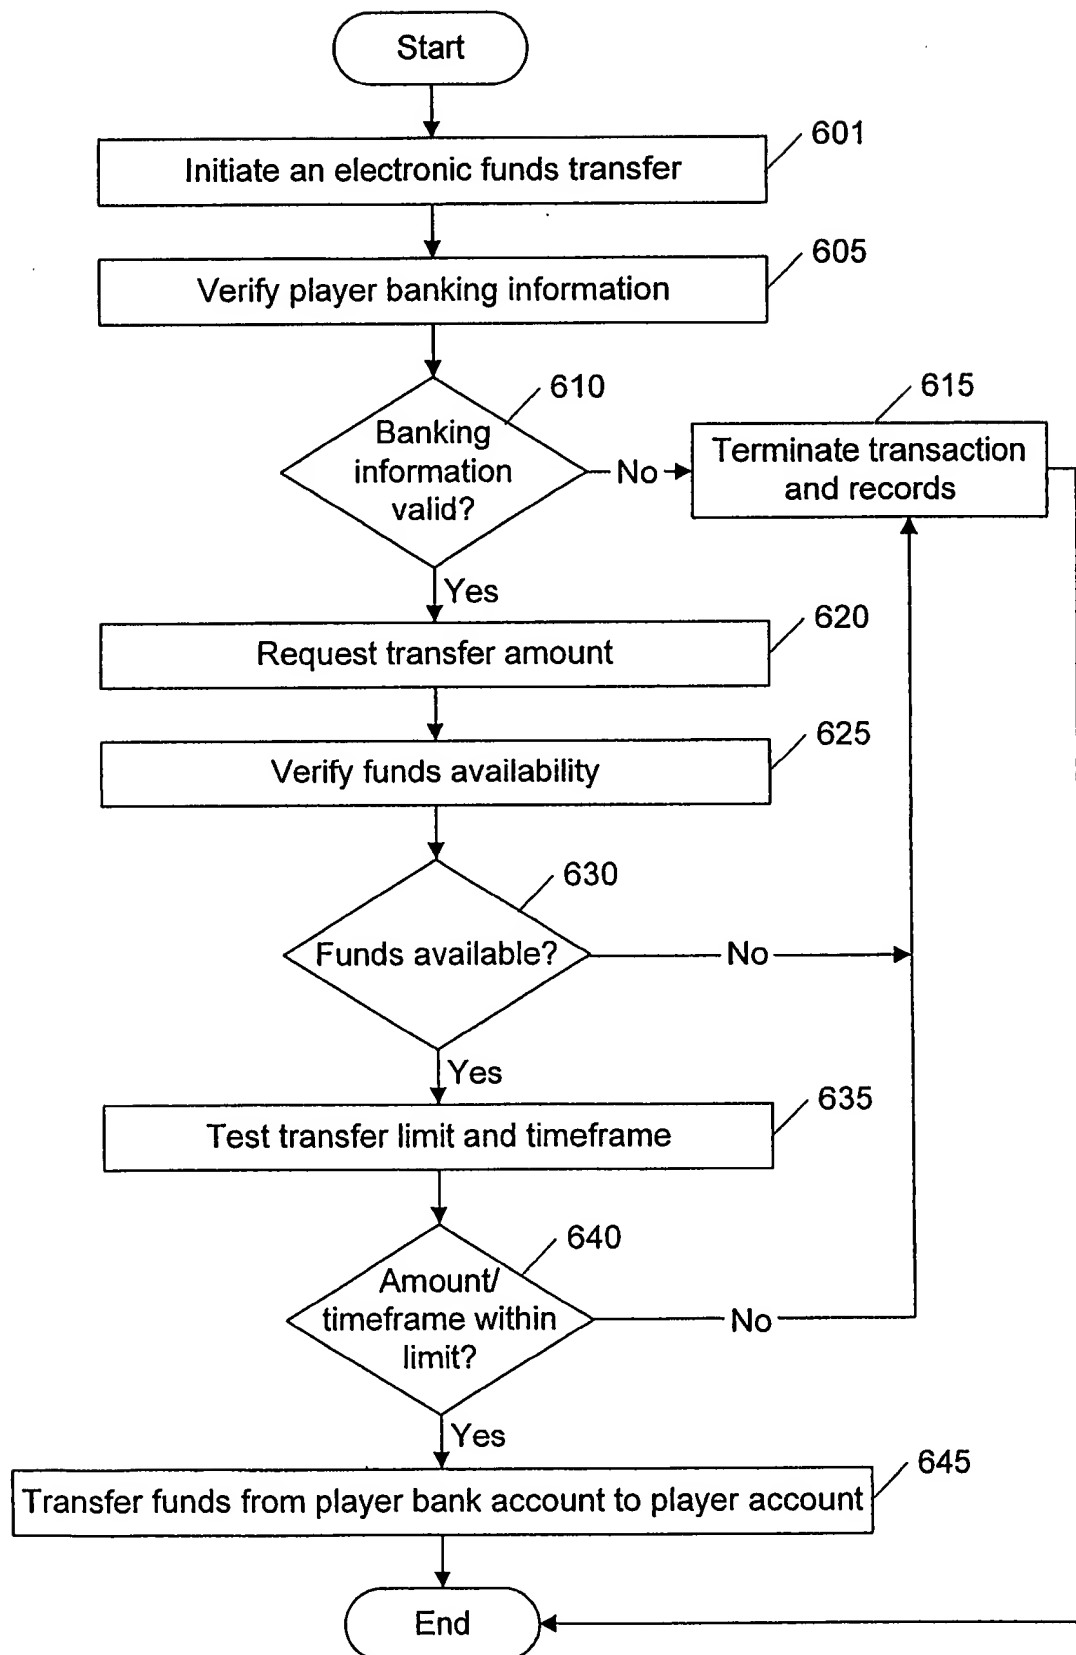 Start
601
Initiate an electronic funds transfer
605
Verify player banking information
610
Banking
information
valid?
No
615
Terminate transaction
and records
Yes
620
Request transfer amount
625
Verify funds availability
630
Funds available?
No
Yes
635
Test transfer limit and timeframe
640
Amount/
timeframe within
limit?
No
Yes
645
Transfer funds from player bank account to player account
End